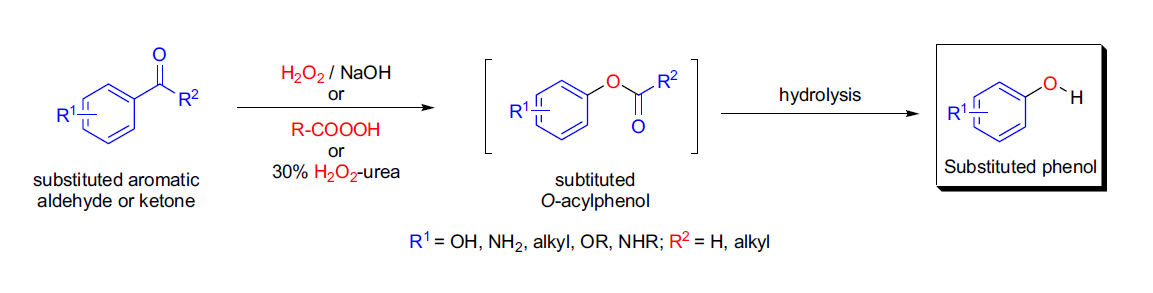 O
R¹
R²
substituted aromatic
aldehyde or ketone
H₂O₂ / NaOH
or
R-COOOH
or
30% H₂O₂-urea
R¹
O
R²
O
subtituted
O-acylphenol
hydrolysis
R¹
O
H
Substituted phenol
R¹ = OH, NH₂, alkyl, OR, NHR; R² = H, alkyl